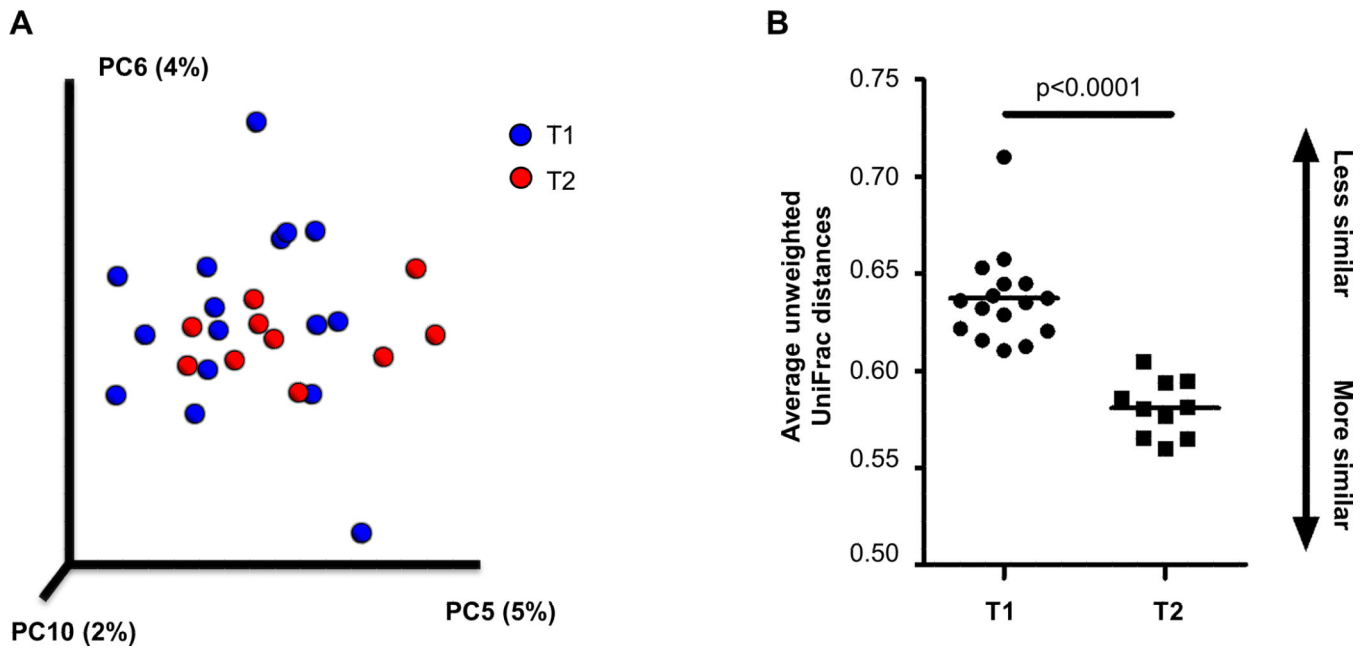 A
PC6 (4%)
T1
T2
PC5 (5%)
PC10 (2%)
B
0.75
0.70
0.65
0.60
0.55
0.50
Average unweighted
UniFrac distances
p<0.0001
T1
T2
Less similar
More similar